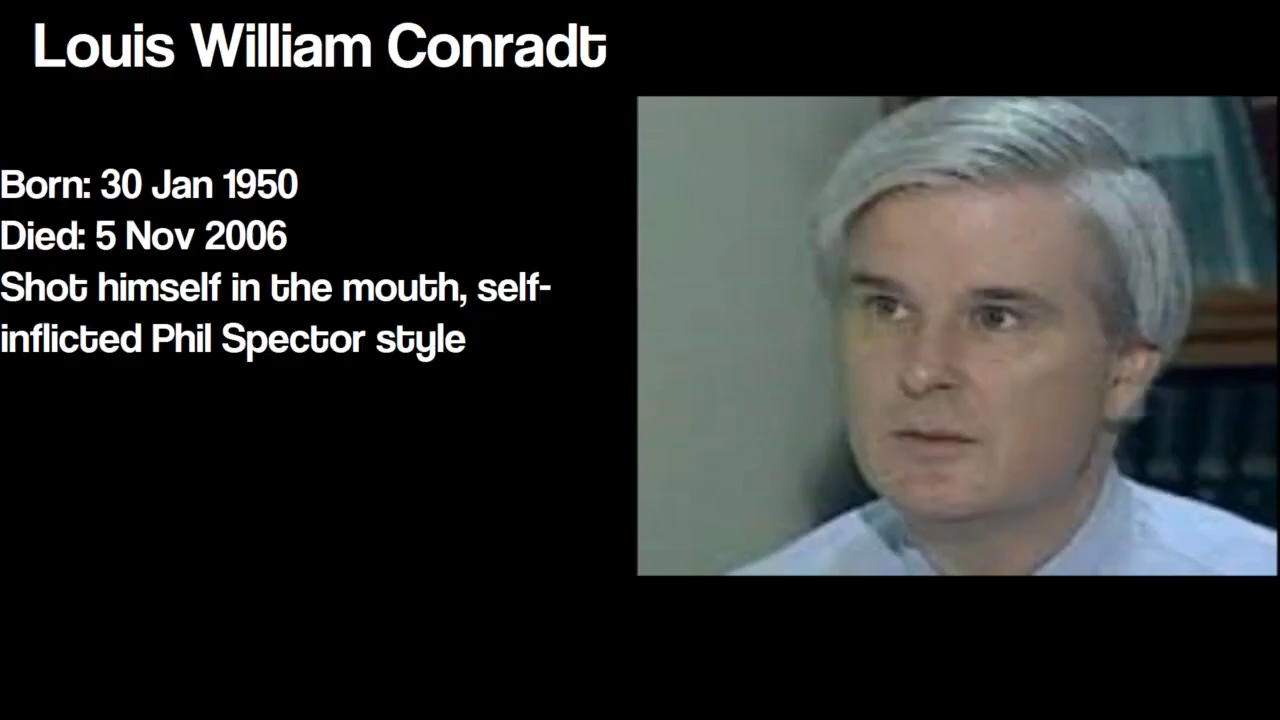 Louis William Conradt
Born: 30 Jan 1950
Died: 5 Nov 2006
Shot himself in the mouth, self-
inflicted Phil Spector style